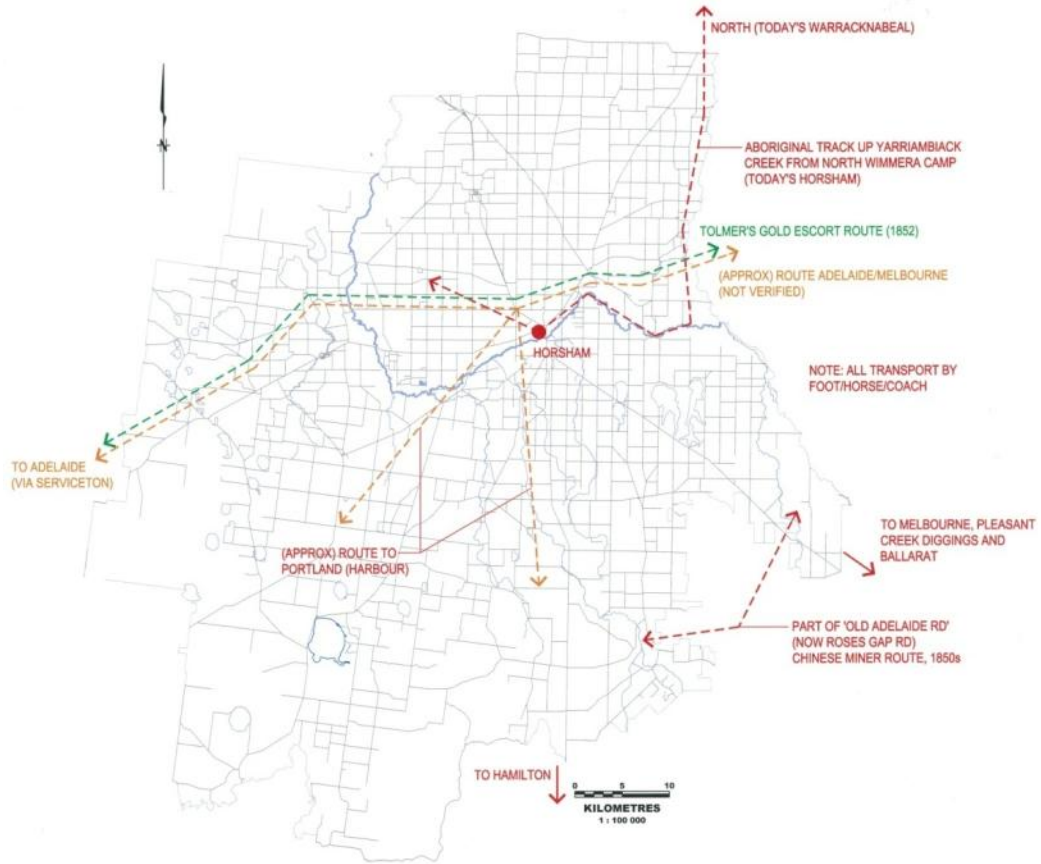 NORTH (TODAY'S WARRACKNABEAL)
N
ABORIGINAL TRACK UP YARRIAMBIACK
CREEK FROM NORTH WIMMERA CAMP
(TODAY'S HORSHAM)
TOLMER'S GOLD ESCORT ROUTE (1852)
(APPROX) ROUTE ADELAIDE/MELBOURNE
(NOT VERIFIED)
HORSHAM
NOTE: ALL TRANSPORT BY
FOOT/HORSE/COACH
TO ADELAIDE
(VIA SERVICETON)
(APPROX) ROUTE TO
PORTLAND (HARBOUR)
TO MELBOURNE, PLEASANT
CREEK DIGGINGS AND
BALLARAT
PART OF 'OLD ADELAIDE RD'
(NOW ROSES GAP RD)
CHINESE MINER ROUTE, 1850s
TO HAMILTON
0 5 10
KILOMETRES
1 : 100 000